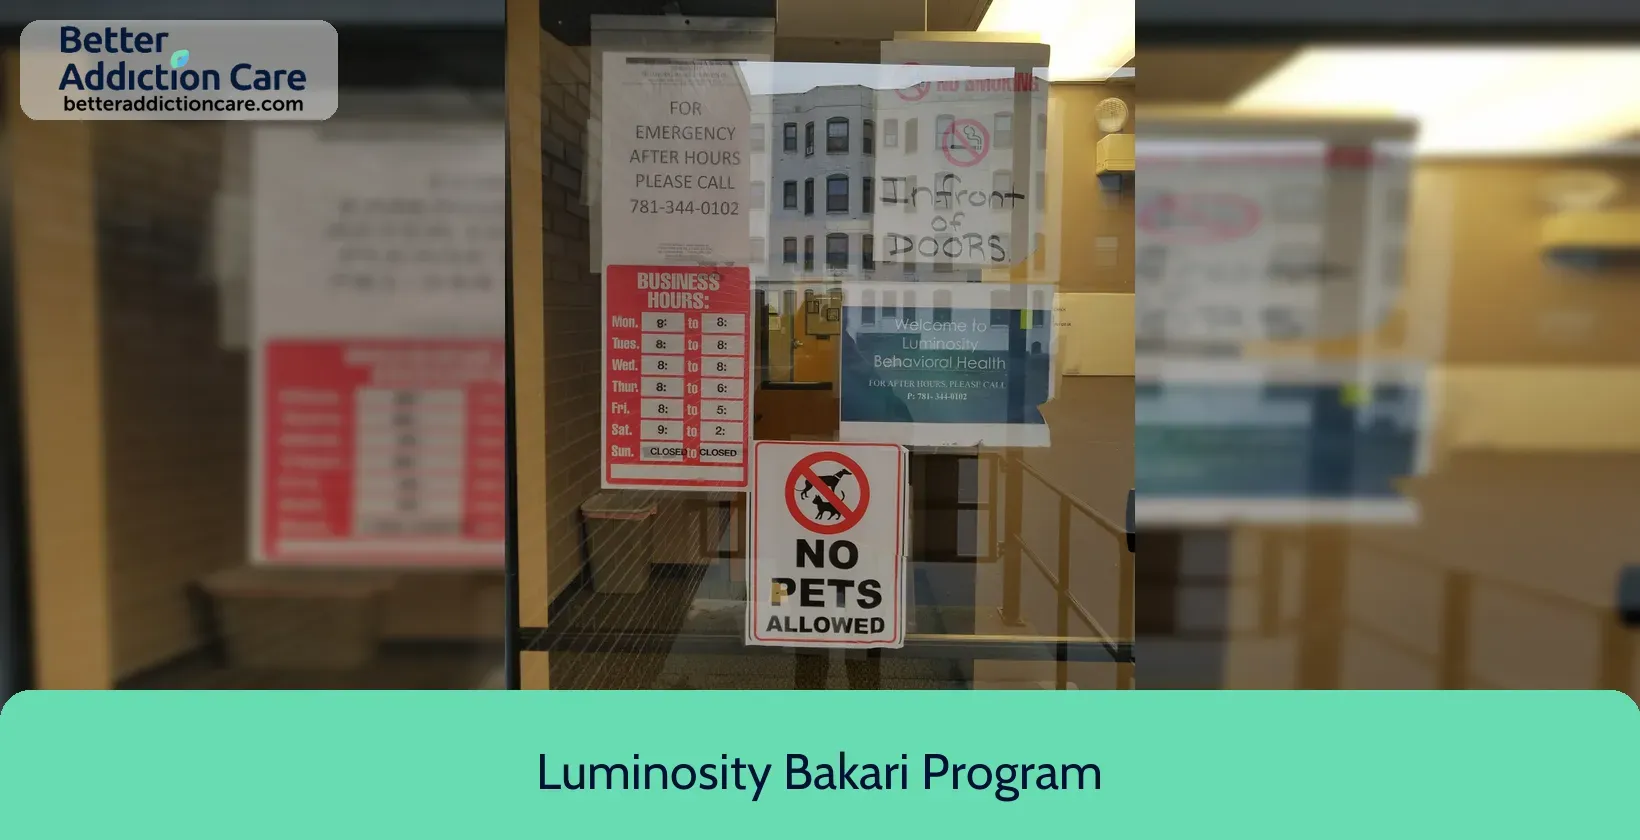 Better
Addiction Care
betteraddictioncare.com
FOR
EMERGENCY
AFTER HOURS
PLEASE CALL
781-344-0102
NO SMOKING
Infront
of
DOORS.
BUSINESS
HOURS:
Mon. 9: to 8:
Tues. 8: to 8:
Wed. 8: to 8:
Thur. 8: to 6:
Fri. 8: to 5:
Sat. 9: to 2:
Sun. CLOSED to CLOSED
Welcome to
Luminosity
Behavioral Health
FOR AFTER HOURS, PLEASE CALL
P: 781- 344-0102
NO
PETS
ALLOWED
Luminosity Bakari Program